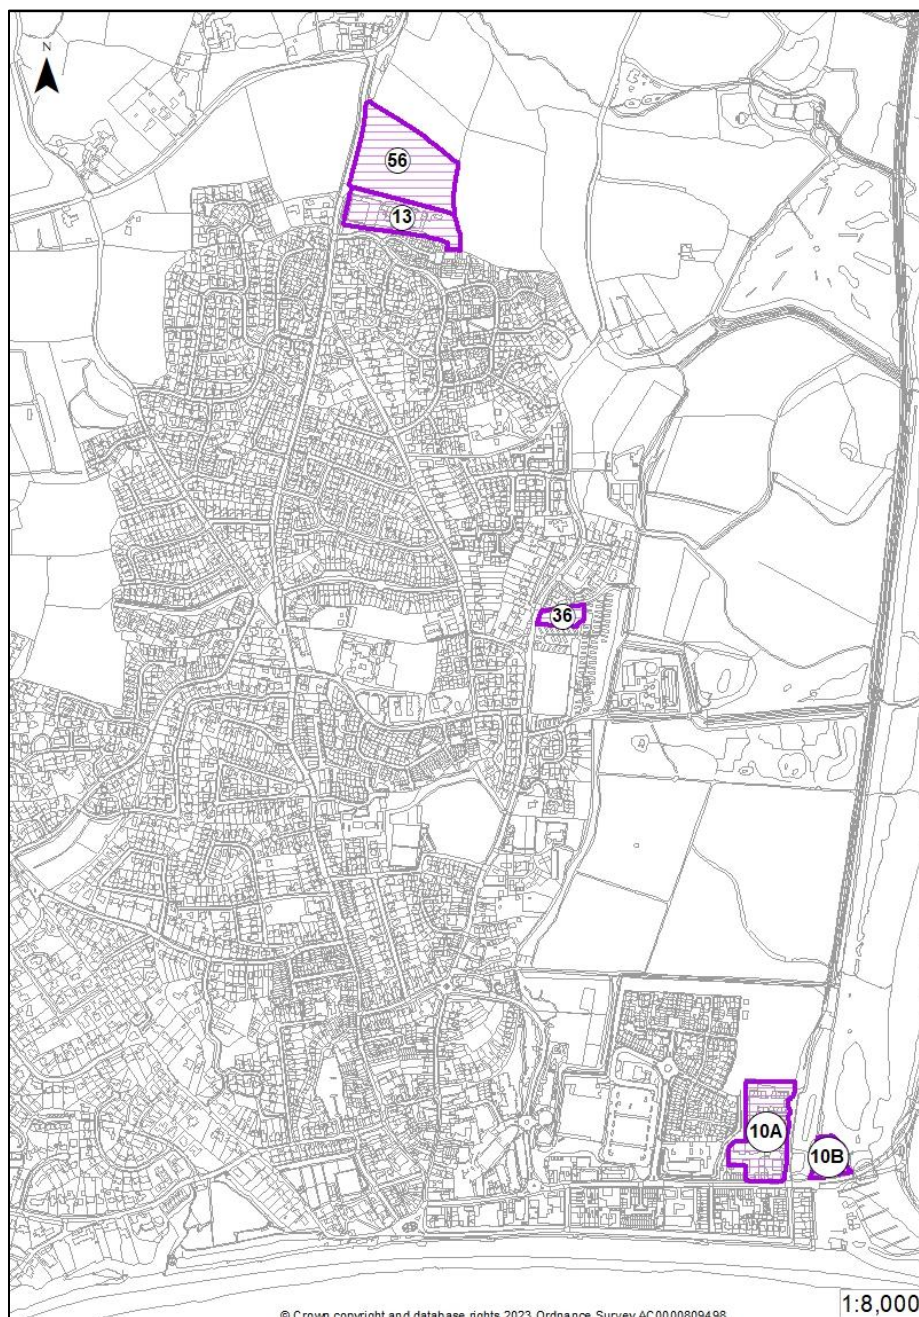 N
56
13
36
10A
10B
1:8,000
© Crown copyright and database rights 2023 Ordnance Survey AC0000809498